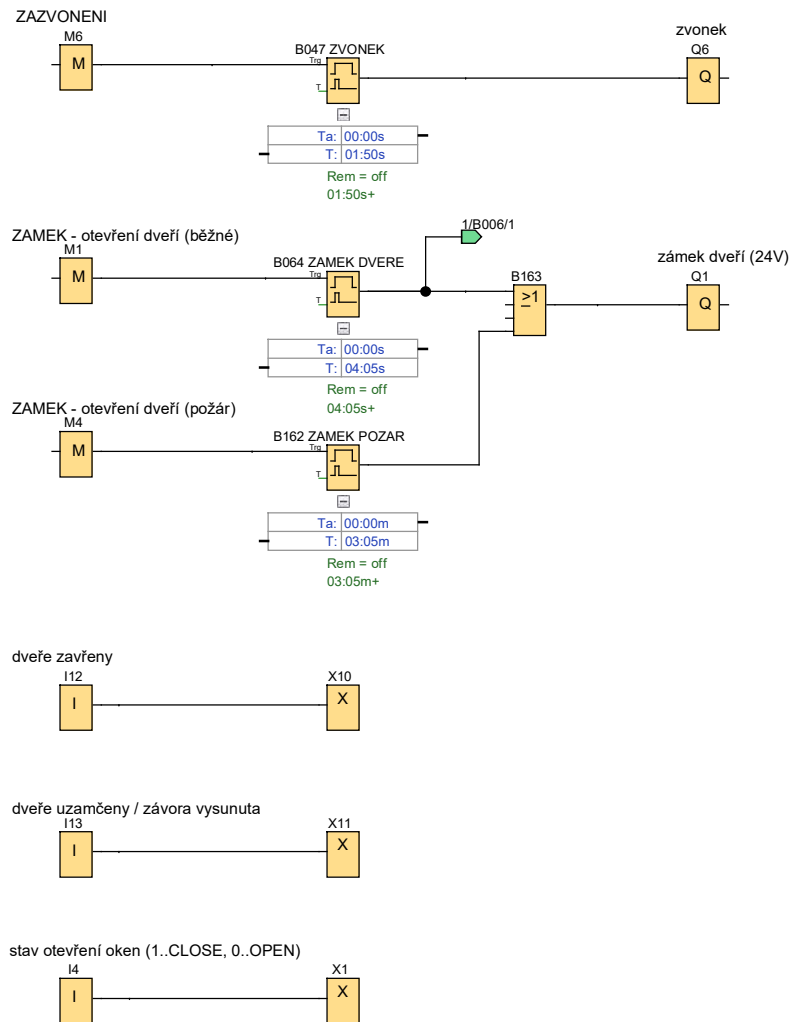 ZAZVONENI
M6
M
B047 ZVONEK
Trg
T
zvonek
Q6
Q
Ta: 00:00s
T: 01:50s
Rem = off
01:50s+
ZAMEK - otevření dveří (běžné)
M1
M
B064 ZAMEK DVERE
Trg
T
1/B006/1
B163
≥1
zámek dveří (24V)
Q1
Q
Ta: 00:00s
T: 04:05s
Rem = off
04:05s+
ZAMEK - otevření dveří (požár)
M4
M
B162 ZAMEK POZAR
Trg
T
Ta: 00:00m
T: 03:05m
Rem = off
03:05m+
dveře zavřeny
I12
I
X10
X
dveře uzamčeny / závora vysunuta
I13
I
X11
X
stav otevření oken (1..CLOSE, 0..OPEN)
I4
I
X1
X